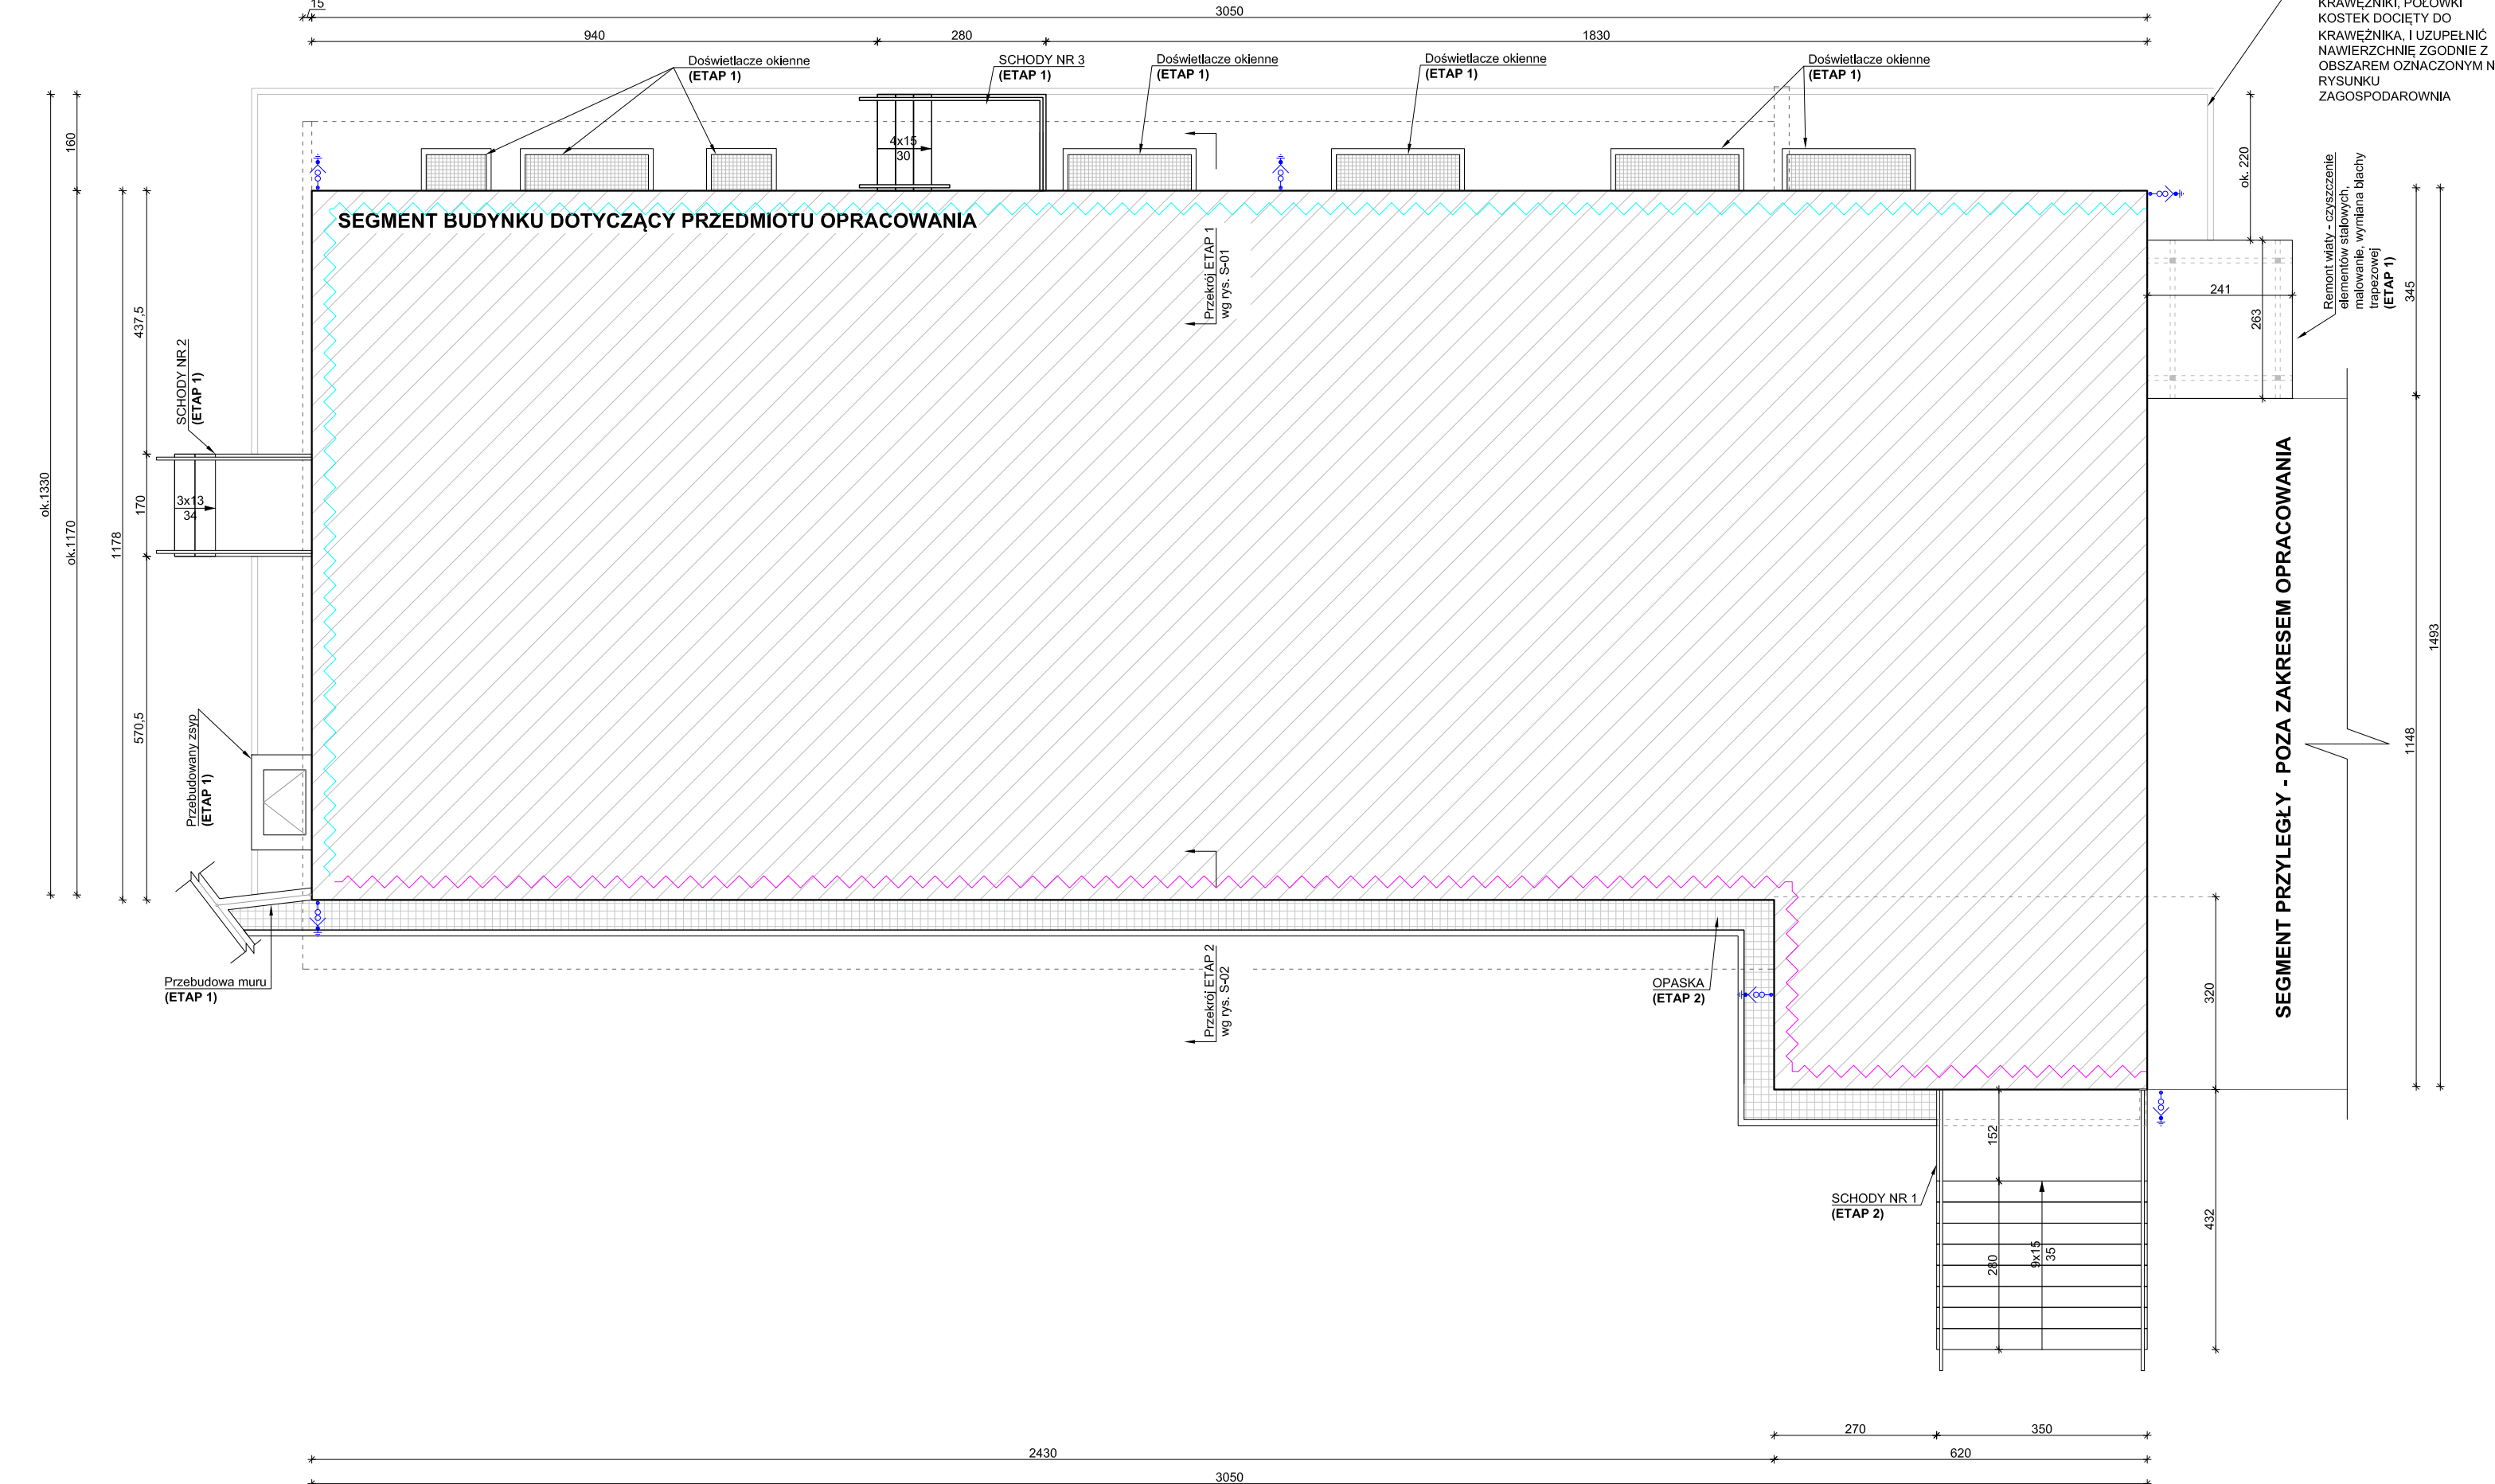 15
3050
940
280
1830
KRAWĘŻNIKI, POŁÓWKI
KOSTEK DOCIĘTY DO
KRAWĘŻNIKA, I UZUPEŁNIĆ
NAWIERZCHNIĘ ZGODNIE Z
OBSZAREM OZNACZONYM N
RYSUNKU
ZAGOSPODAROWNIA
Doświetlacze okienne
(ETAP 1)
SCHODY NR 3
(ETAP 1)
Doświetlacze okienne
(ETAP 1)
Doświetlacze okienne
(ETAP 1)
Doświetlacze okienne
(ETAP 1)
160
4x15
30
ok. 220
SEGMENT BUDYNKU DOTYCZĄCY PRZEDMIOTU OPRACOWANIA
Przekrój ETAP 1
wg rys. S-01
Remont wiaty - czyszczenie
elementów stalowych,
malowanie, wymiana blachy
trapezowej
(ETAP 1)
241
263
345
437,5
SCHODY NR 2
(ETAP 1)
3x13
34
170
ok.1330
ok.1170
1178
570,5
Przebudowany zsyp
(ETAP 1)
SEGMENT PRZYLEGŁY - POZA ZAKRESEM OPRACOWANIA
1493
1148
Przebudowa muru
(ETAP 1)
Przekrój ETAP 2
wg rys. S-02
OPASKA
(ETAP 2)
320
152
SCHODY NR 1
(ETAP 2)
432
280
9x15
35
270
350
2430
620
3050